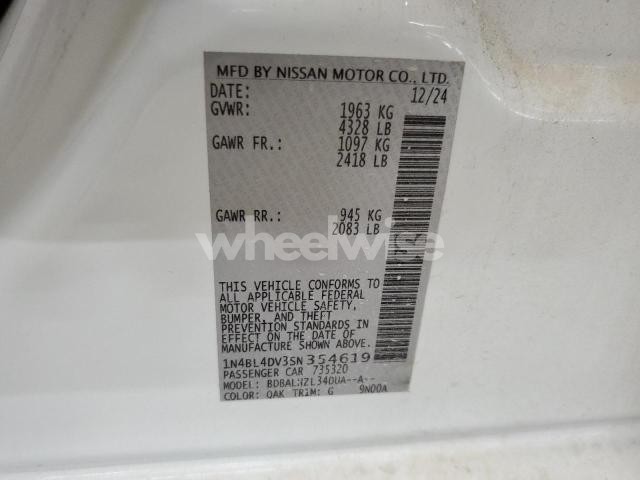 MFD BY NISSAN MOTOR CO., LTD.
DATE: 12/24
GVWR: 1963 KG
4328 LB
GAWR FR.: 1097 KG
2418 LB
GAWR RR.: 945 KG
2083 LB
wheelwise
THIS VEHICLE CONFORMS TO
ALL APPLICABLE FEDERAL
MOTOR VEHICLE SAFETY,
BUMPER, AND THEFT
PREVENTION STANDARDS IN
EFFECT ON THE DATE OF
MANUFACTURE SHOWN ABOVE.
1N4BL4DV3SN354619
PASSENGER CAR 735320
MODEL:
COLOR: QAK TRIM: G 9N00A